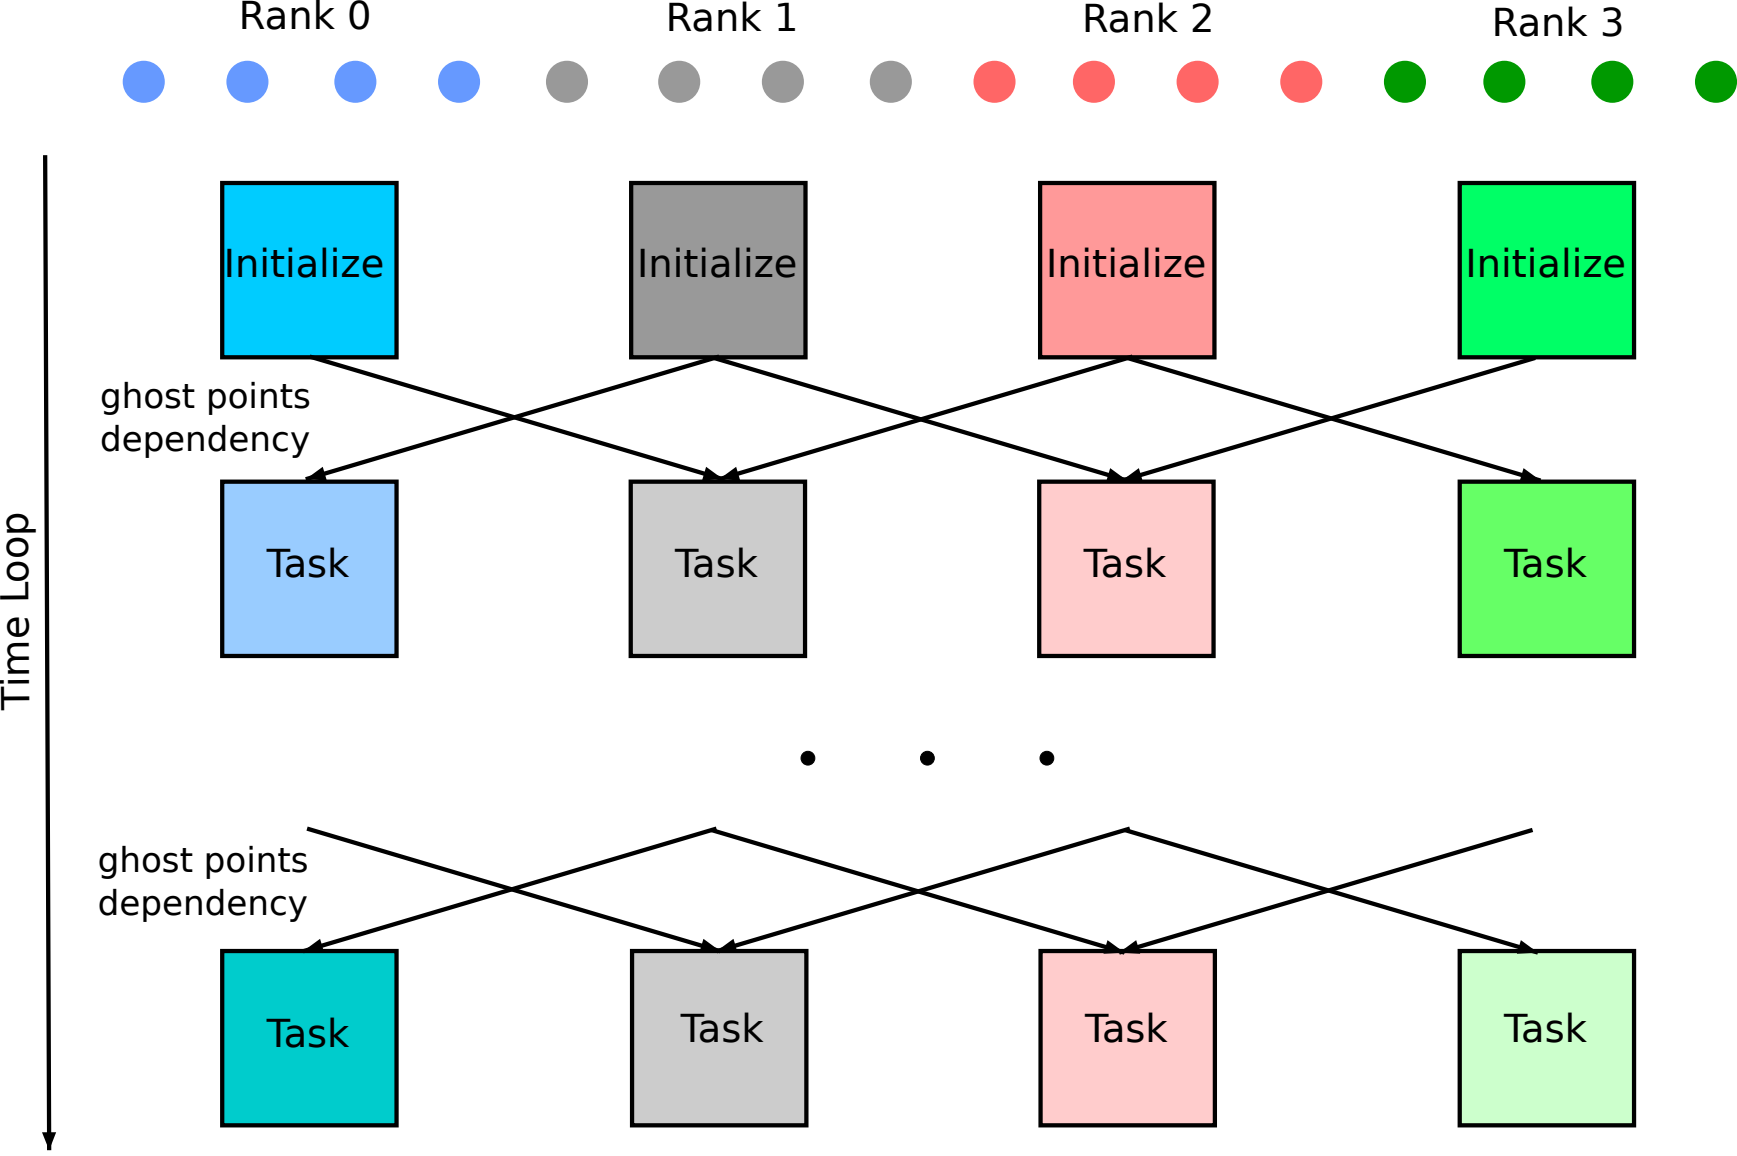 Rank 0
Rank 1
Rank 2
Rank 3
Initialize
Initialize
Initialize
Initialize
ghost points
dependency
Time Loop
Task
Task
Task
Task
ghost points
dependency
Task
Task
Task
Task